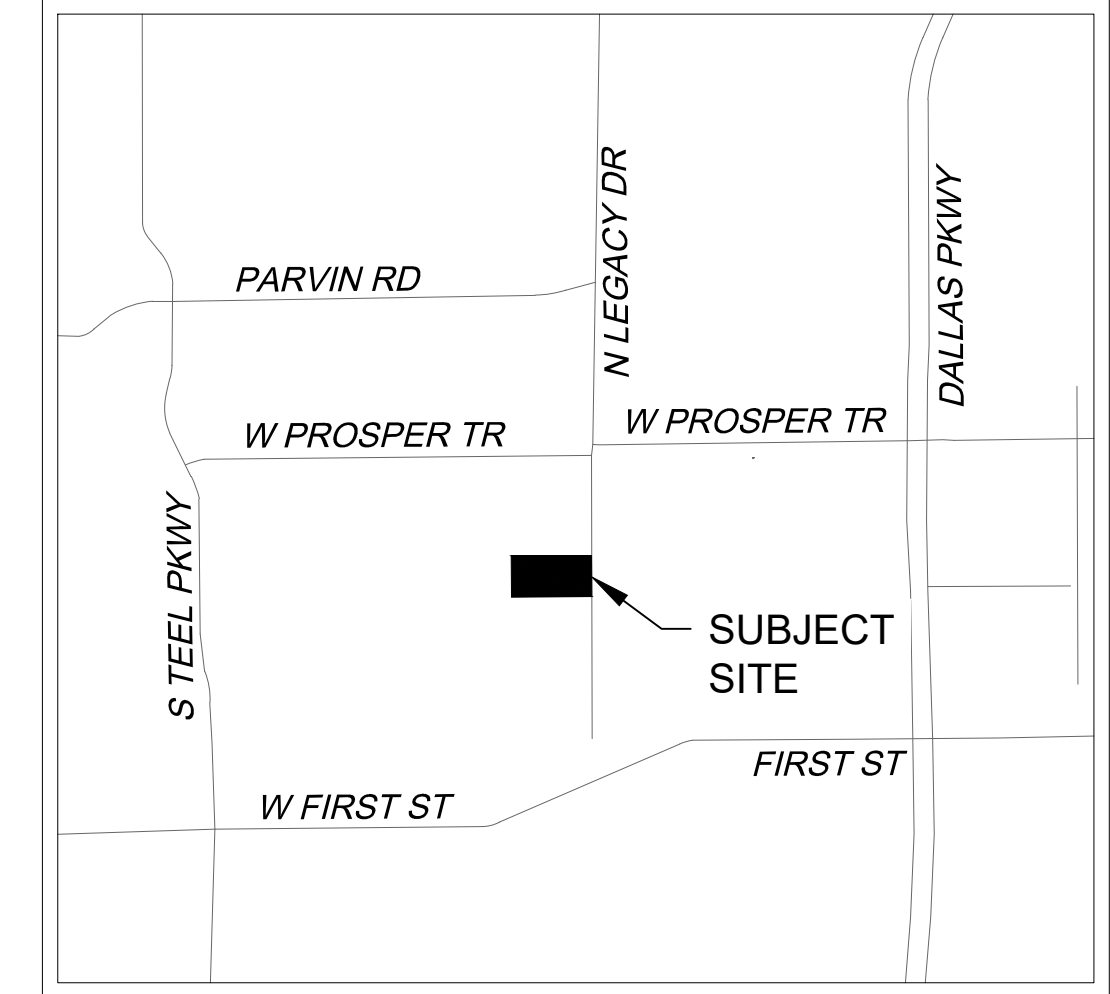 N LEGACY DR
DALLAS PKWY
PARVIN RD
W PROSPER TR
W PROSPER TR
S TEEL PKWY
SUBJECT
SITE
FIRST ST
W FIRST ST